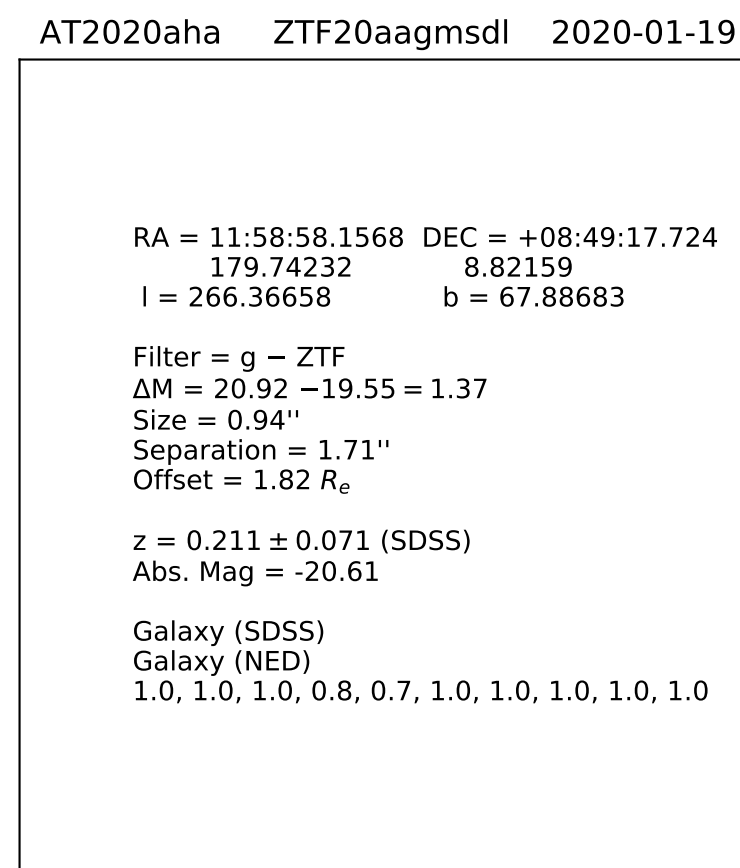 AT2020aha ZTF20aagmsdl 2020-01-19
RA = 11:58:58.1568 DEC = +08:49:17.724
179.74232 8.82159
l = 266.36658 b = 67.88683
Filter = g − ZTF
ΔM = 20.92 −19.55 = 1.37
Size = 0.94''
Separation = 1.71''
Offset = 1.82 Re
z = 0.211 ± 0.071 (SDSS)
Abs. Mag = -20.61
Galaxy (SDSS)
Galaxy (NED)
1.0, 1.0, 1.0, 0.8, 0.7, 1.0, 1.0, 1.0, 1.0, 1.0